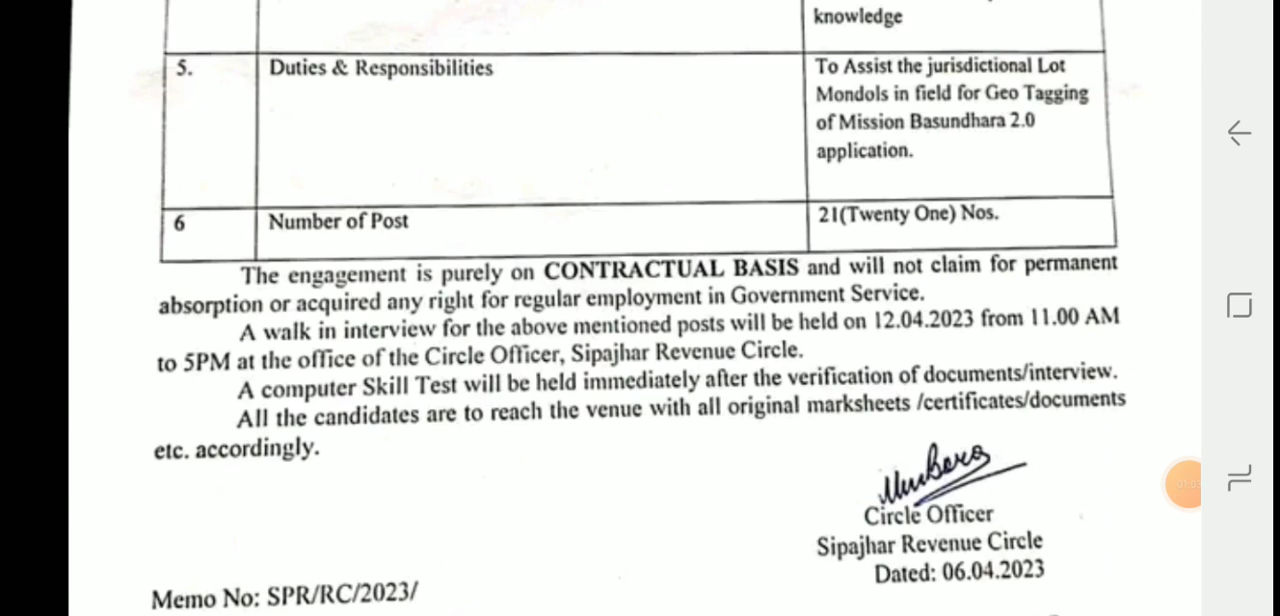 knowledge
5. Duties & Responsibilities To Assist the jurisdictional Lot
Mondols in field for Geo Tagging
of Mission Basundhara 2.0
application.
6 Number of Post 21(Twenty One) Nos.
The engagement is purely on CONTRACTUAL BASIS and will not claim for permanent
absorption or acquired any right for regular employment in Government Service.
A walk in interview for the above mentioned posts will be held on 12.04.2023 from 11.00 AM
to 5PM at the office of the Circle Officer, Sipajhar Revenue Circle.
A computer Skill Test will be held immediately after the verification of documents/interview.
All the candidates are to reach the venue with all original marksheets /certificates/documents
etc. accordingly.
Circle Officer
Sipajhar Revenue Circle
Dated: 06.04.2023
Memo No: SPR/RC/2023/